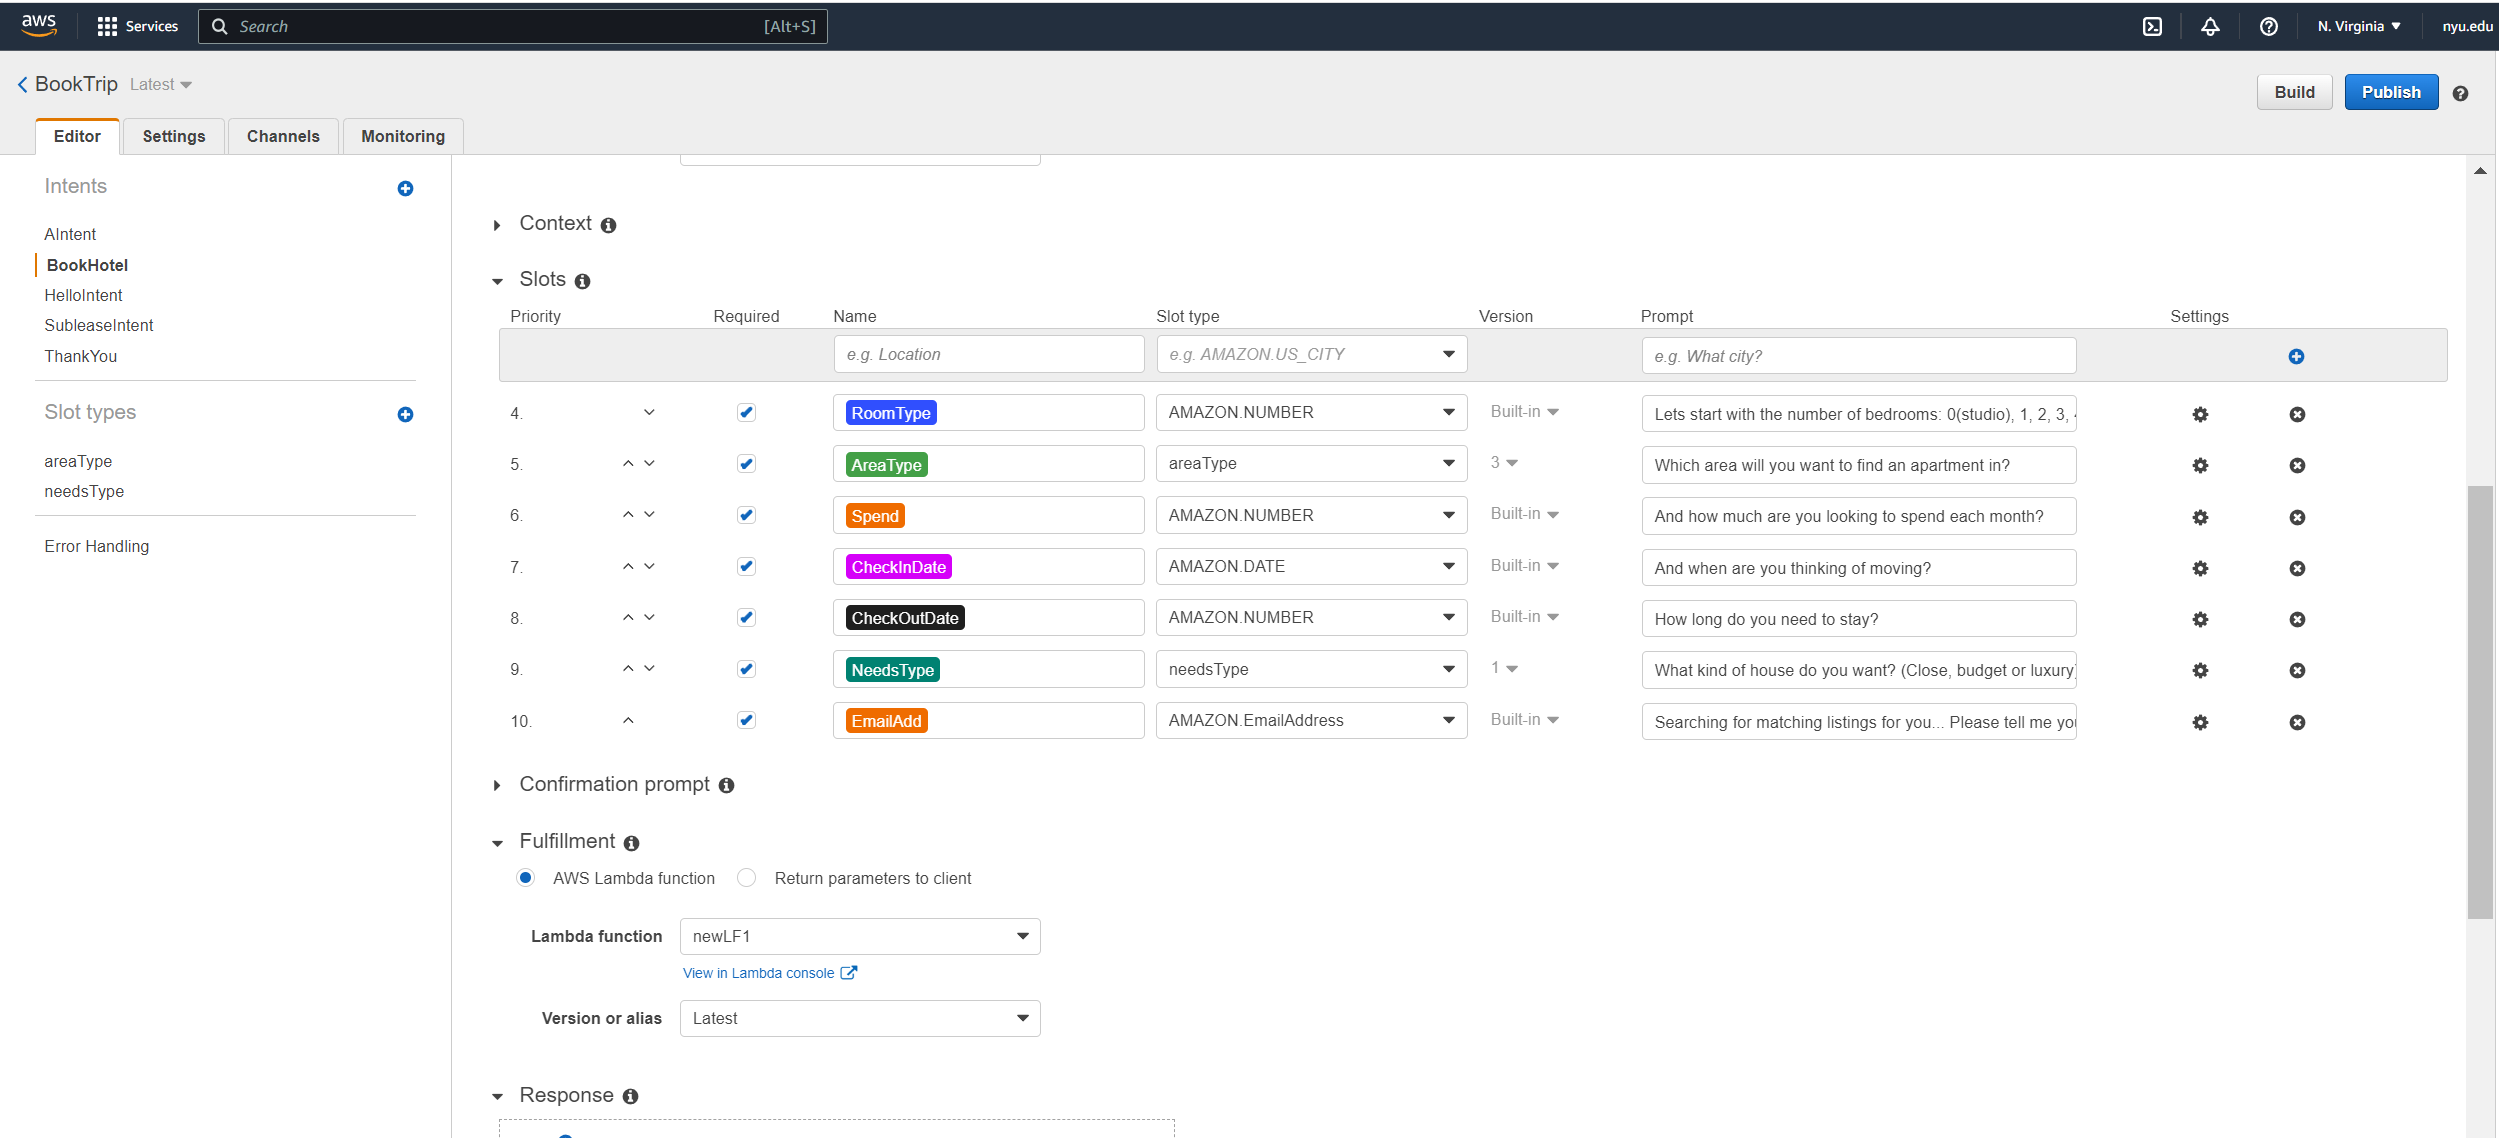 aws Services Search [Alt+S] N. Virginia nyu.edu
BookTrip Latest Build Publish
Editor Settings Channels Monitoring
Intents
AIntent
BookHotel
HelloIntent
SubleaseIntent
ThankYou
Slot types
areaType
needsType
Error Handling
Context
Slots
Priority Required Name Slot type Version Prompt Settings
e.g. Location e.g. AMAZON.US_CITY e.g. What city?
4. RoomType AMAZON.NUMBER Built-in Lets start with the number of bedrooms: 0(studio), 1, 2, 3,
5. AreaType areaType 3 Which area will you want to find an apartment in?
6. Spend AMAZON.NUMBER Built-in And how much are you looking to spend each month?
7. CheckInDate AMAZON.DATE Built-in And when are you thinking of moving?
8. CheckOutDate AMAZON.NUMBER Built-in How long do you need to stay?
9. NeedsType needsType 1 What kind of house do you want? (Close, budget or luxury)
10. EmailAdd AMAZON.EmailAddress Built-in Searching for matching listings for you... Please tell me
Confirmation prompt
Fulfillment
AWS Lambda function Return parameters to client
Lambda function newLF1
View in Lambda console
Version or alias Latest
Response